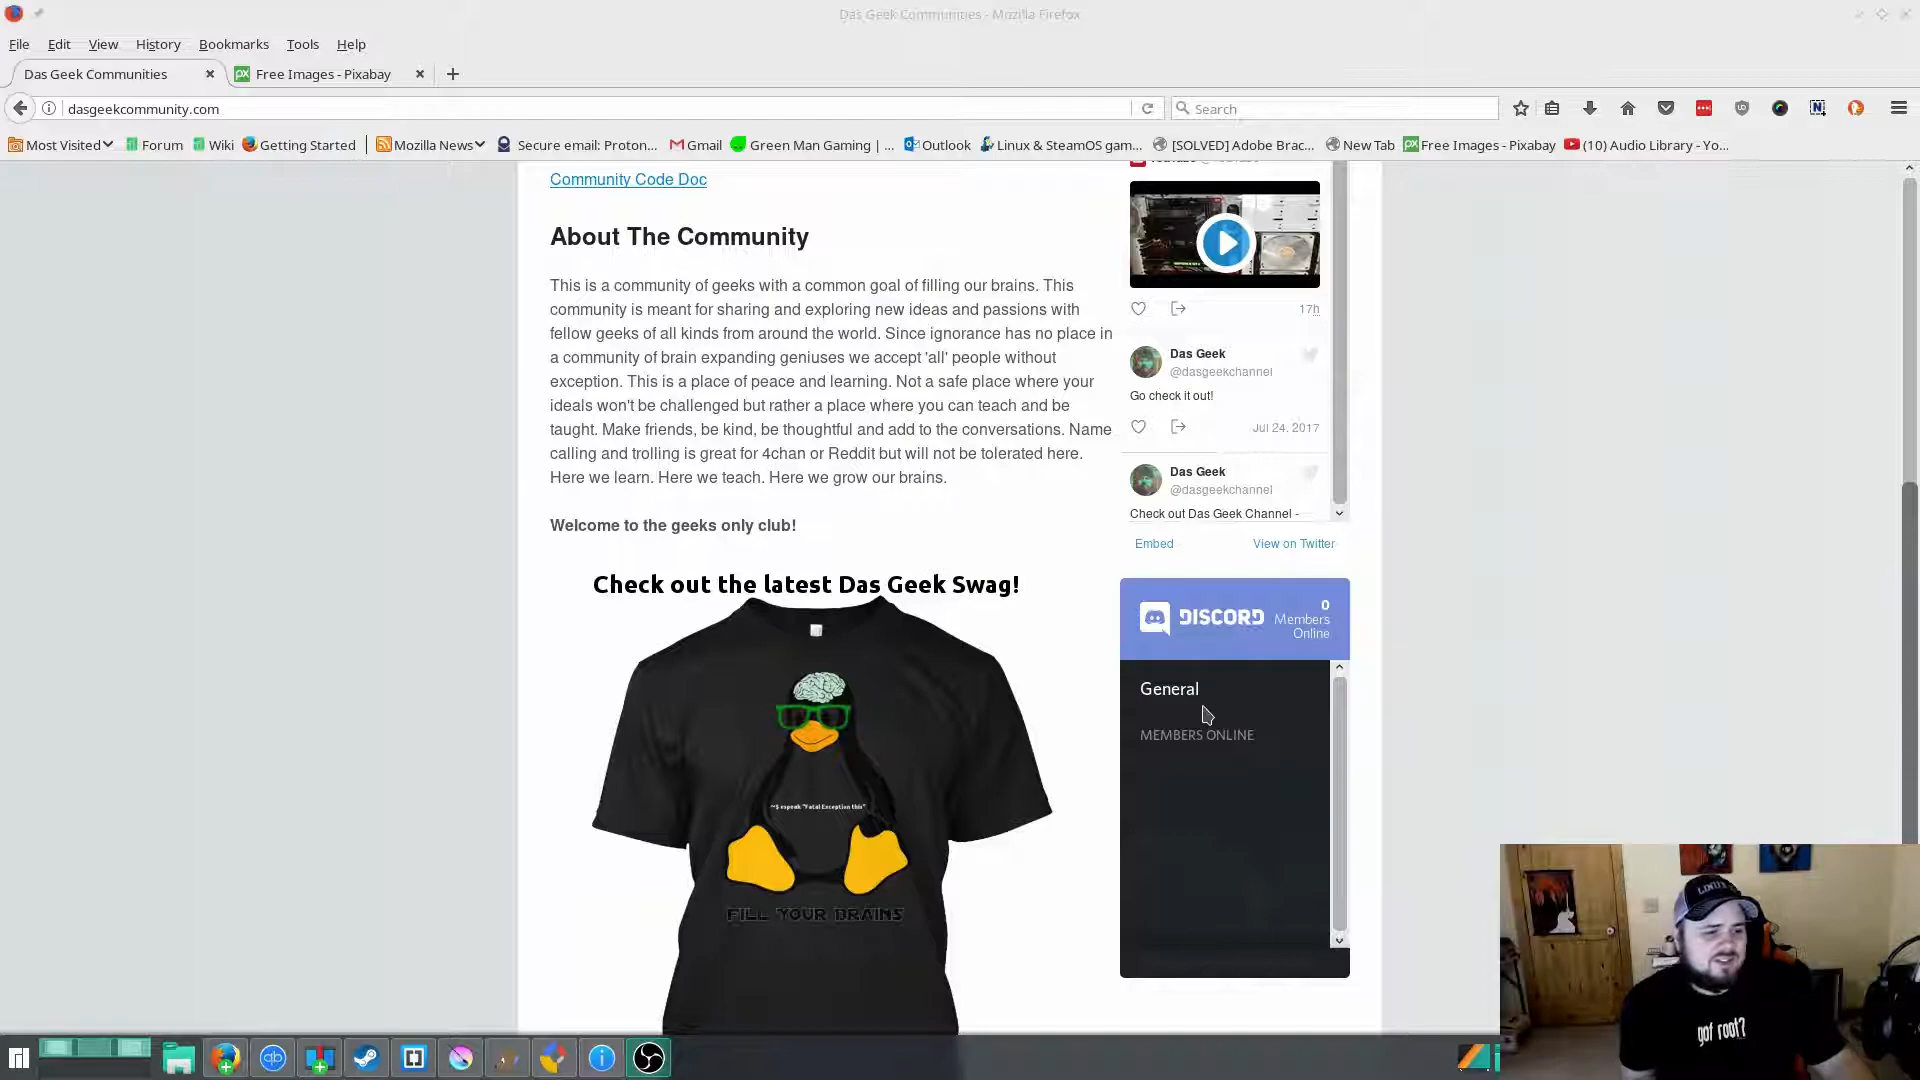 Das Geek Communities - Mozilla Firefox
File Edit View History Bookmarks Tools Help
Das Geek Communities
Free Images - Pixabay
dasgeekcommunity.com
Search
Most Visited
Forum
Wiki
Getting Started
Mozilla News
Secure email: Proton...
Gmail
Green Man Gaming | ...
Outlook
Linux & SteamOS gam...
[SOLVED] Adobe Brac...
New Tab
Free Images - Pixabay
(10) Audio Library - Yo...
Community Code Doc
About The Community
This is a community of geeks with a common goal of filling our brains. This
community is meant for sharing and exploring new ideas and passions with
fellow geeks of all kinds from around the world. Since ignorance has no place in
a community of brain expanding geniuses we accept 'all' people without
exception. This is a place of peace and learning. Not a safe place where your
ideals won't be challenged but rather a place where you can teach and be
taught. Make friends, be kind, be thoughtful and add to the conversations. Name
calling and trolling is great for 4chan or Reddit but will not be tolerated here.
Here we learn. Here we teach. Here we grow our brains.
Welcome to the geeks only club!
Check out the latest Das Geek Swag!
~$ espeak "Fatal Exception this"
FILL YOUR BRAINS
17h
Das Geek
@dasgeekchannel
Go check it out!
Jul 24, 2017
Das Geek
@dasgeekchannel
Check out Das Geek Channel -
Embed
View on Twitter
DISCORD
0
Members
Online
General
MEMBERS ONLINE
LINUX
got root?